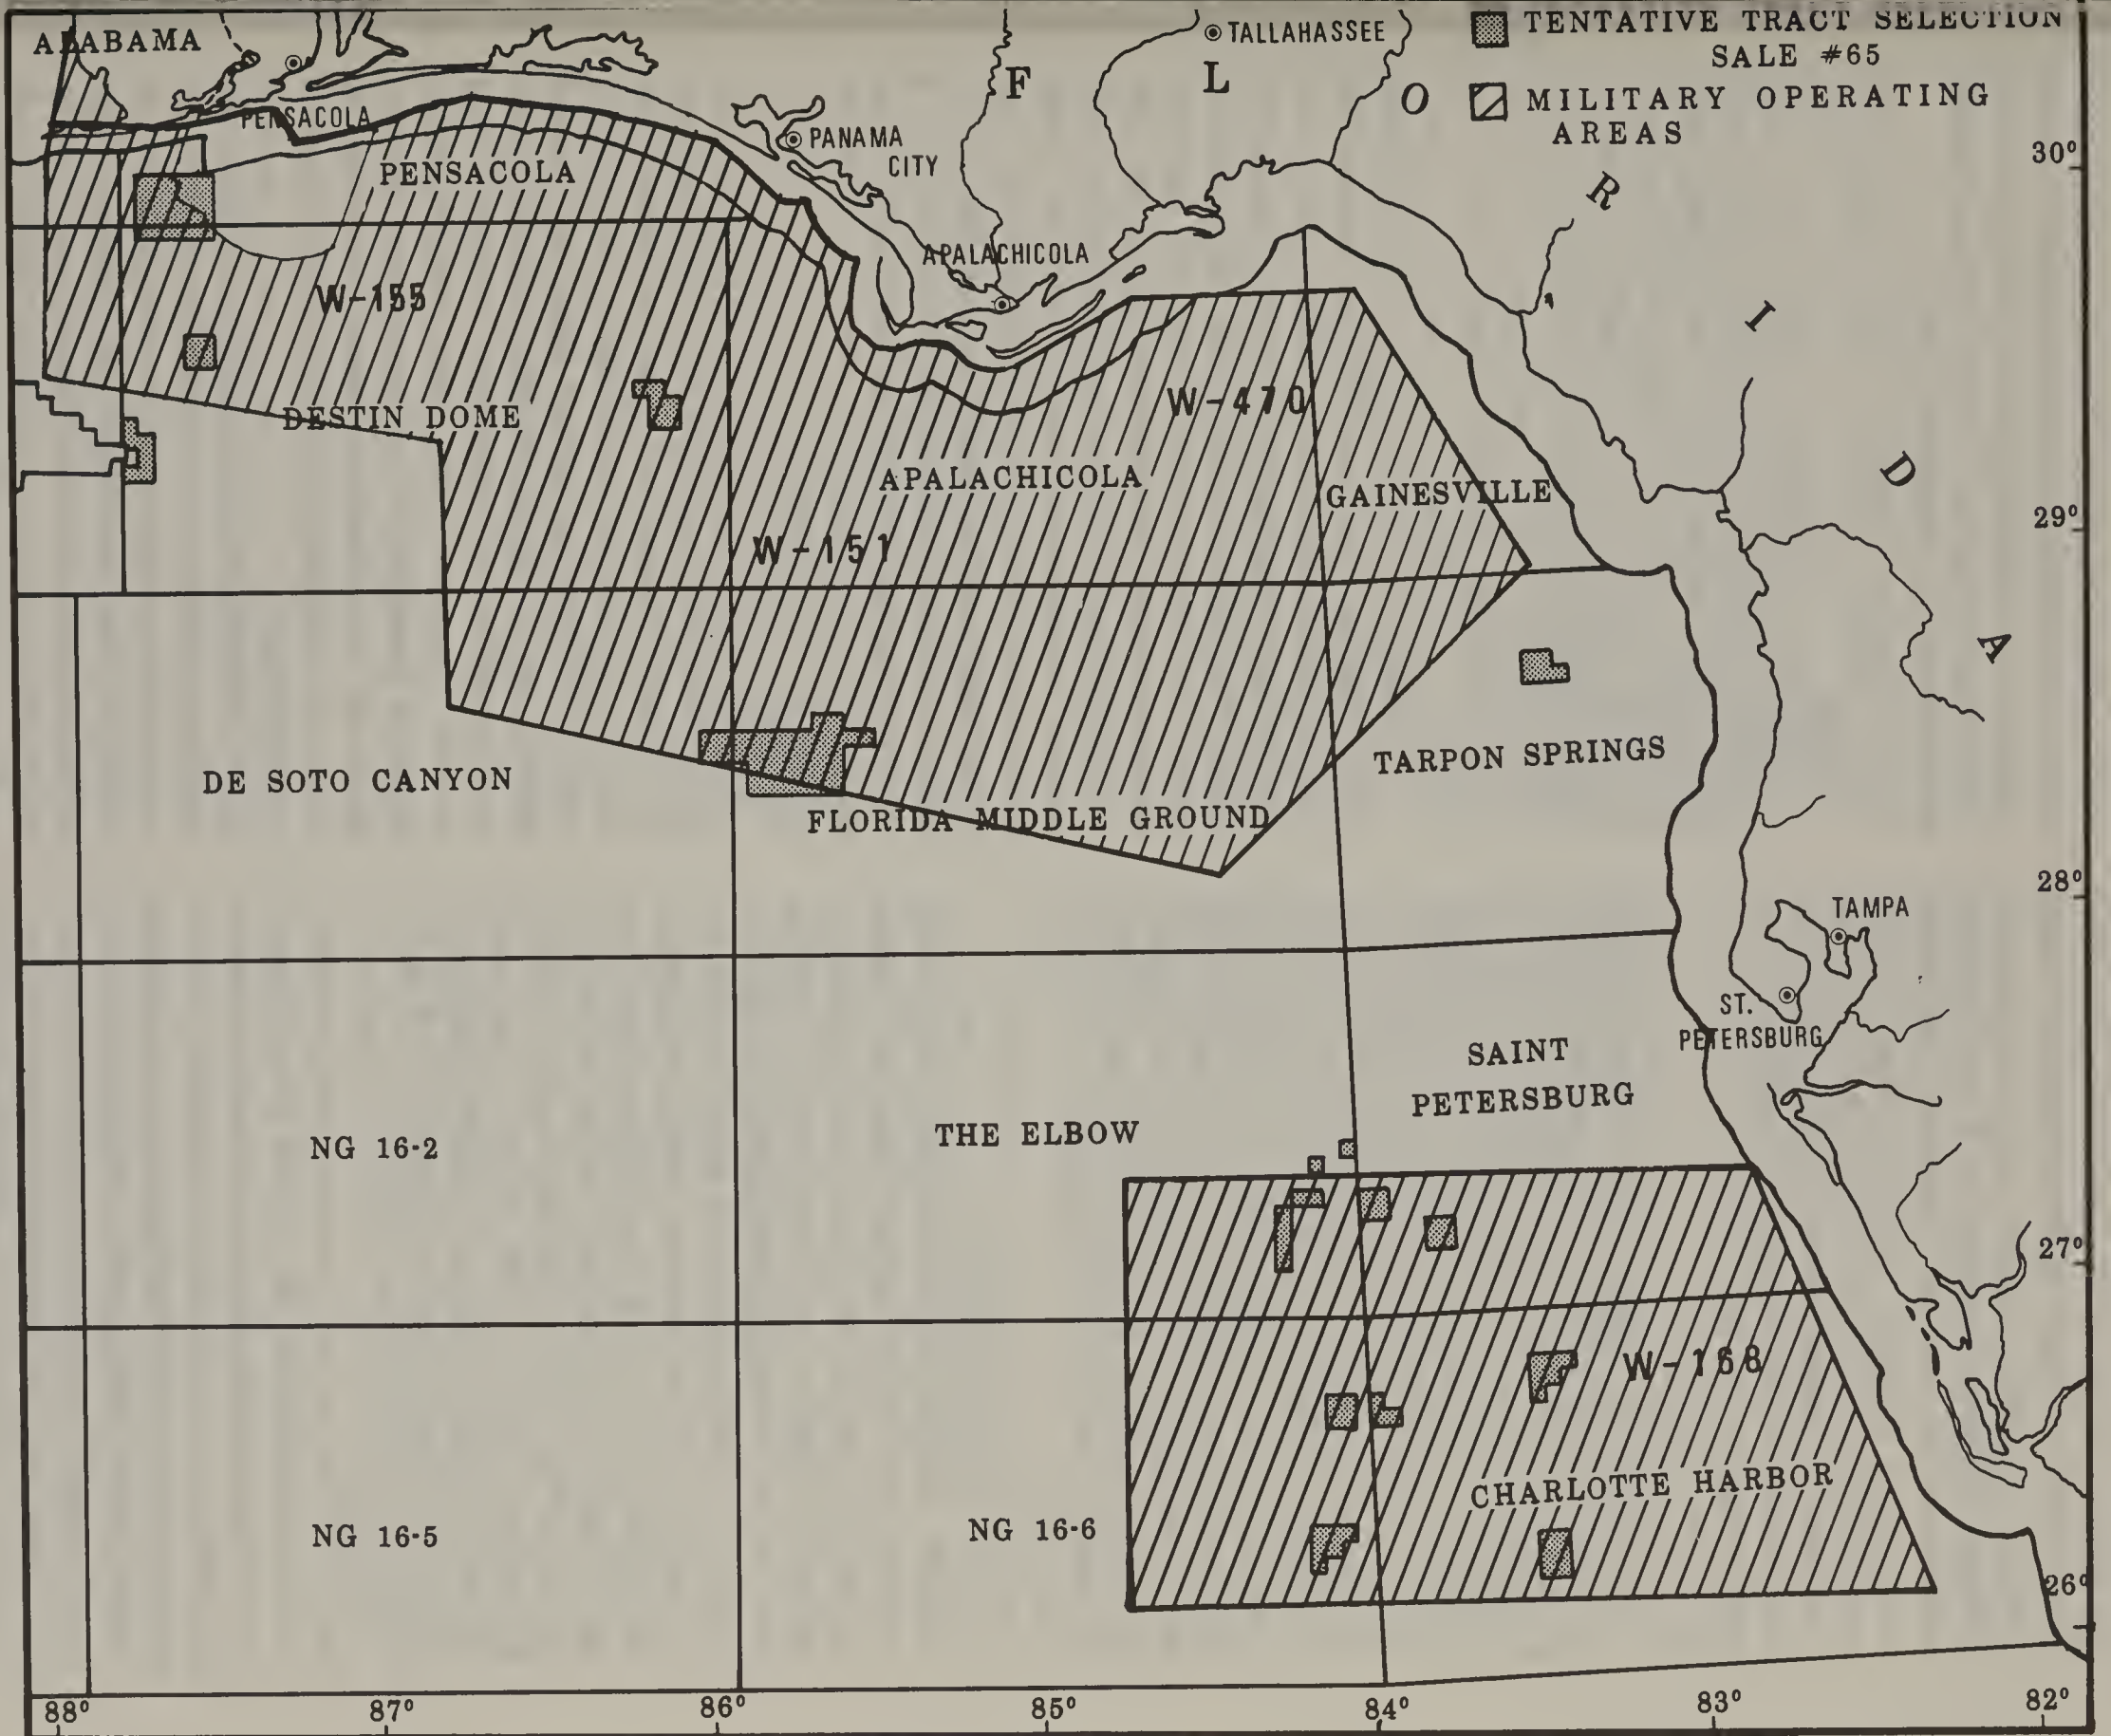 ALABAMA
TALLAHASSEE
TENTATIVE TRACT SELECTION
SALE #65
F
L
O
MILITARY OPERATING
AREAS
PENSACOLA
PANAMA
CITY
30°
PENSACOLA
R
APALACHICOLA
W-155
I
W-470
DESTIN DOME
APALACHICOLA
GAINESVILLE
D
29°
W-151
A
TARPON SPRINGS
DE SOTO CANYON
FLORIDA MIDDLE GROUND
28°
TAMPA
ST.
PETERSBURG
SAINT
PETERSBURG
THE ELBOW
NG 16-2
27°
W-168
CHARLOTTE HARBOR
NG 16-5
NG 16-6
26°
88°
87°
86°
85°
84°
83°
82°